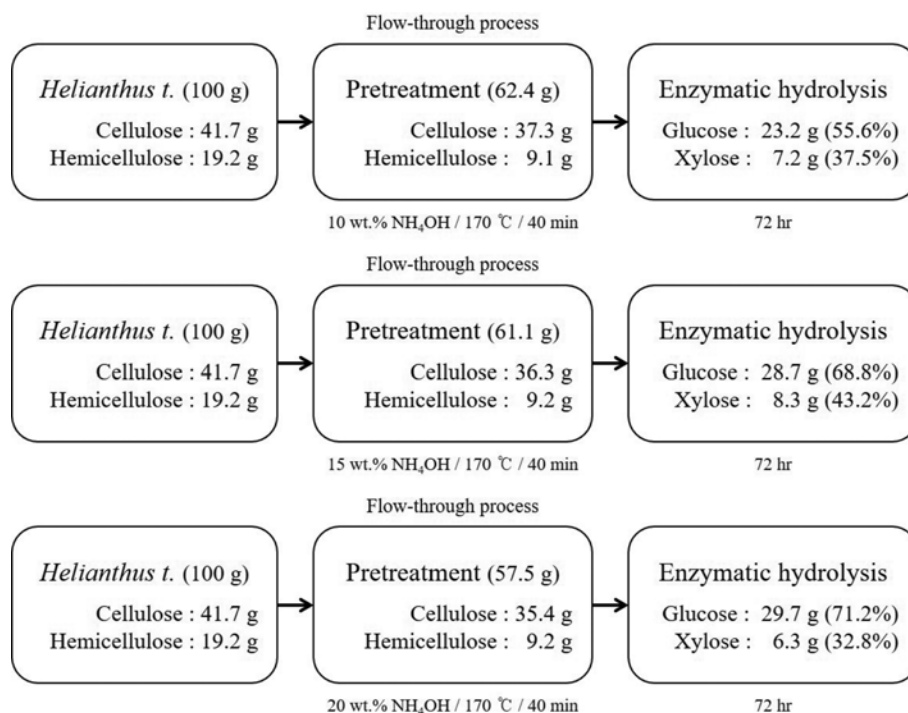 Flow-through process
Helianthus t. (100 g)
Cellulose : 41.7 g
Hemicellulose : 19.2 g
Pretreatment (62.4 g)
Cellulose : 37.3 g
Hemicellulose : 9.1 g
Enzymatic hydrolysis
Glucose : 23.2 g (55.6%)
Xylose : 7.2 g (37.5%)
10 wt.% NH₄OH / 170 ℃ / 40 min
72 hr
Flow-through process
Helianthus t. (100 g)
Cellulose : 41.7 g
Hemicellulose : 19.2 g
Pretreatment (61.1 g)
Cellulose : 36.3 g
Hemicellulose : 9.2 g
Enzymatic hydrolysis
Glucose : 28.7 g (68.8%)
Xylose : 8.3 g (43.2%)
15 wt.% NH₄OH / 170 ℃ / 40 min
72 hr
Flow-through process
Helianthus t. (100 g)
Cellulose : 41.7 g
Hemicellulose : 19.2 g
Pretreatment (57.5 g)
Cellulose : 35.4 g
Hemicellulose : 9.2 g
Enzymatic hydrolysis
Glucose : 29.7 g (71.2%)
Xylose : 6.3 g (32.8%)
20 wt.% NH₄OH / 170 ℃ / 40 min
72 hr